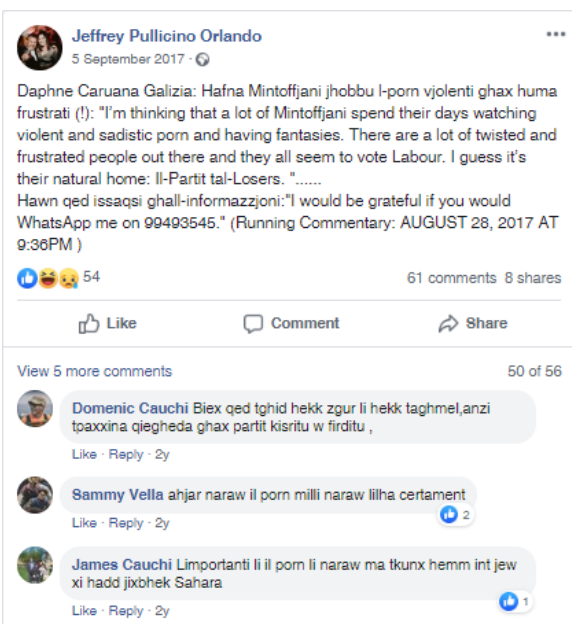 Jeffrey Pullicino Orlando
5 September 2017 ·
Daphne Caruana Galizia: Hafna Mintoffjani jhobbu l-porn vjolenti ghax huma
frustrati (!): "I'm thinking that a lot of Mintoffjani spend their days watching
violent and sadistic porn and having fantasies. There are a lot of twisted and
frustrated people out there and they all seem to vote Labour. I guess it's
their natural home: Il-Partit tal-Losers. "......
Hawn qed issaqsi ghall-informazzjoni:"I would be grateful if you would
WhatsApp me on 99493545." (Running Commentary: AUGUST 28, 2017 AT
9:36PM )
54
61 comments 8 shares
Like Comment Share
View 5 more comments 50 of 56
Domenic Cauchi Biex qed tghid hekk zgur li hekk taghmel,anzi
tpaxxina qiegheda ghax partit kisritu w firditu ,
Like · Reply · 2y
Sammy Vella ahjar naraw il porn milli naraw lilha certament
2
Like · Reply · 2y
James Cauchi Limportanti li il porn li naraw ma tkunx hemm int jew
xi hadd jixbhek Sahara
1
Like · Reply · 2y